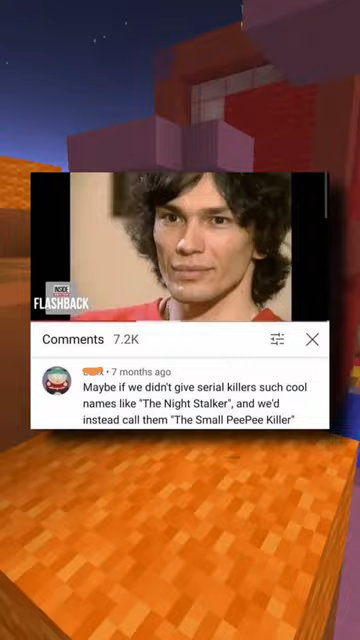 INSIDE
FLASHBACK
Comments 7.2K
• 7 months ago
Maybe if we didn't give serial killers such cool
names like "The Night Stalker", and we'd
instead call them "The Small PeePee Killer"